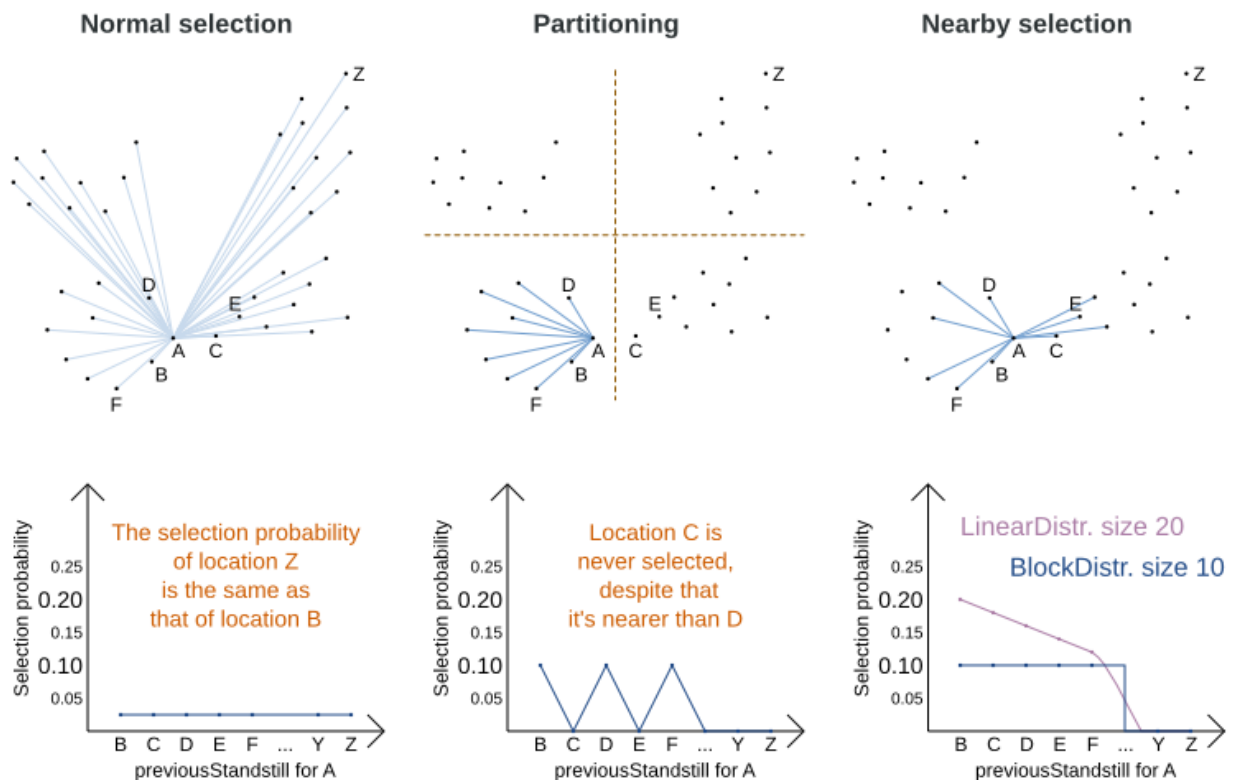 Normal selection
Partitioning
Nearby selection
Z
D
E
A
C
B
F
Z
D
E
A
C
B
F
Z
D
E
A
C
B
F
Selection probability
0.25
0.20
0.15
0.10
0.05
The selection probability
of location Z
is the same as
that of location B
B C D E F ... Y Z
previousStandstill for A
Selection probability
0.25
0.20
0.15
0.10
0.05
Location C is
never selected,
despite that
it's nearer than D
B C D E F ... Y Z
previousStandstill for A
Selection probability
0.25
0.20
0.15
0.10
0.05
LinearDistr. size 20
BlockDistr. size 10
B C D E F ... Y Z
previousStandstill for A